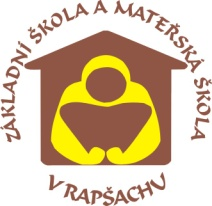 ZÁKLADNÍ ŠKOLA A MATEŘSKÁ ŠKOLA
V RAPŠACHU